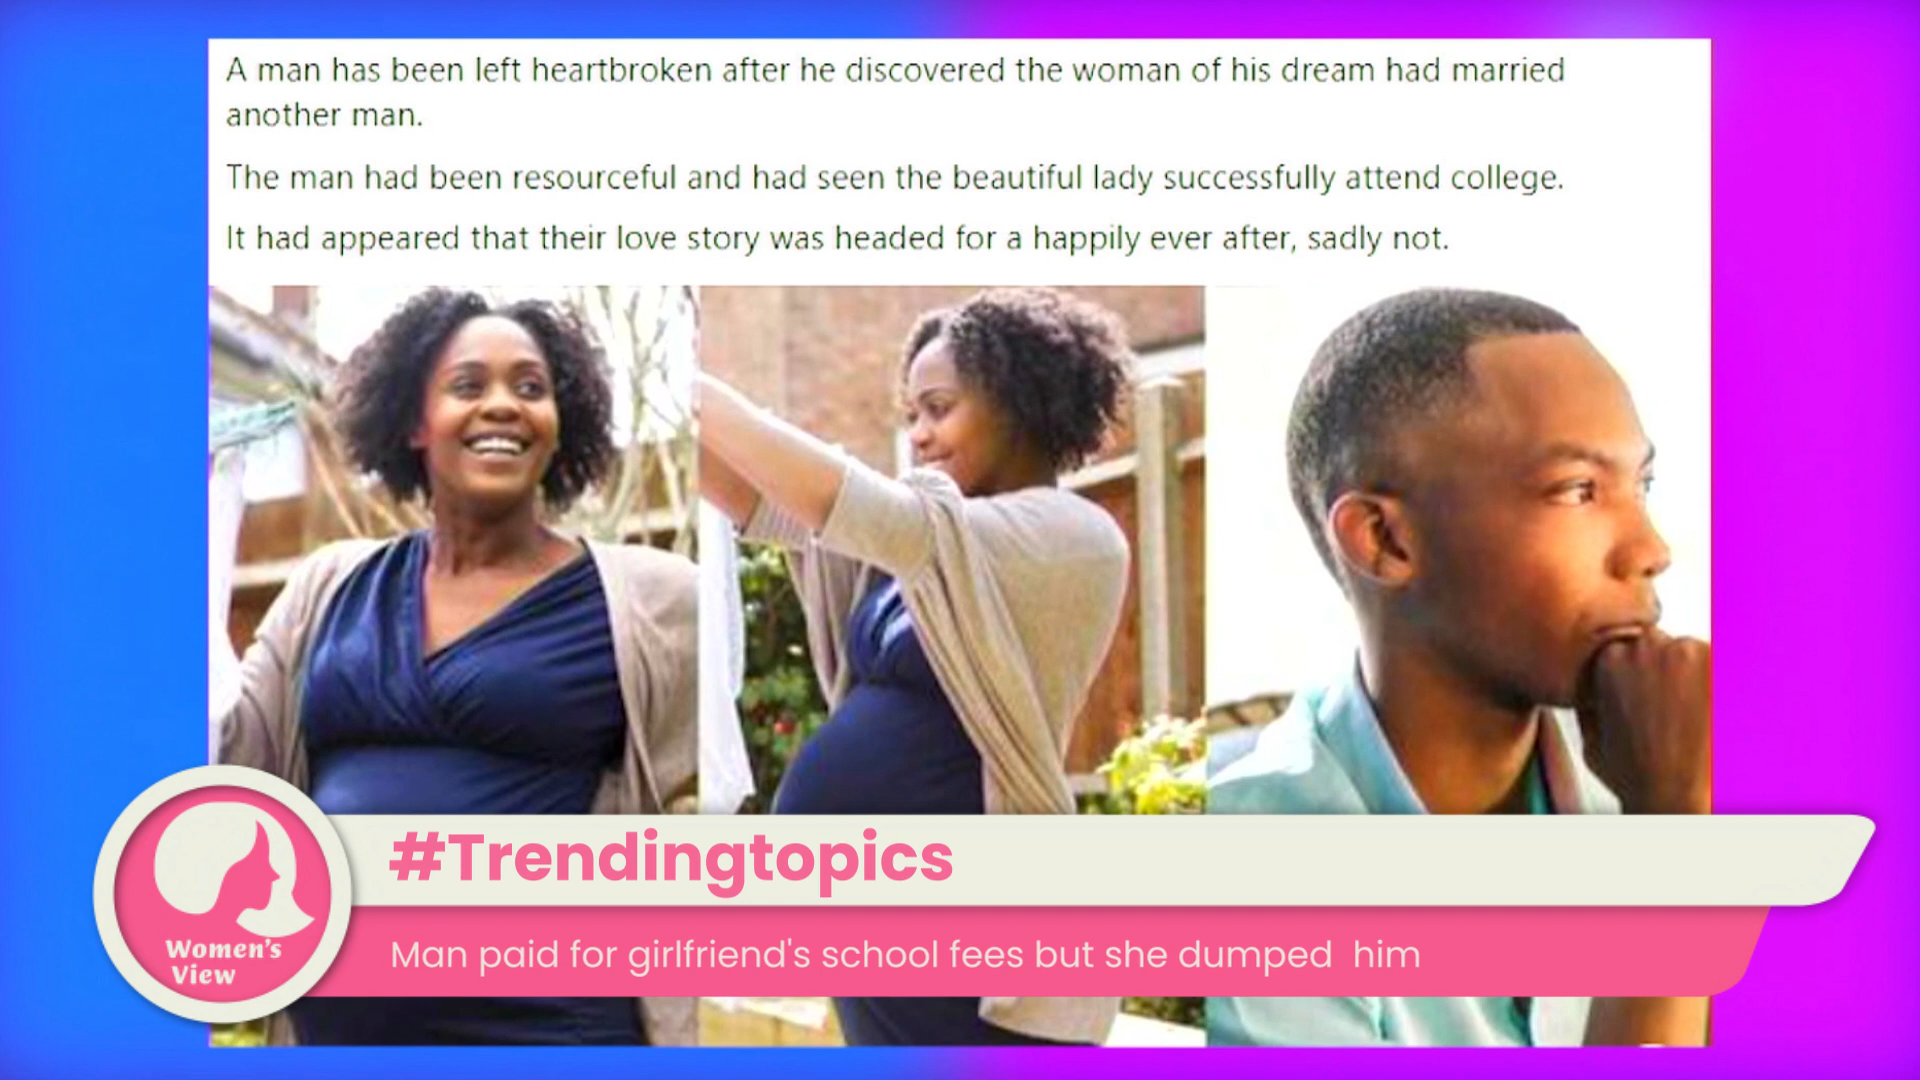 A man has been left heartbroken after he discovered the woman of his dream had married
another man.
The man had been resourceful and had seen the beautiful lady successfully attend college.
It had appeared that their love story was headed for a happily ever after, sadly not.
#Trendingtopics
Man paid for girlfriend's school fees but she dumped him
Women's
View